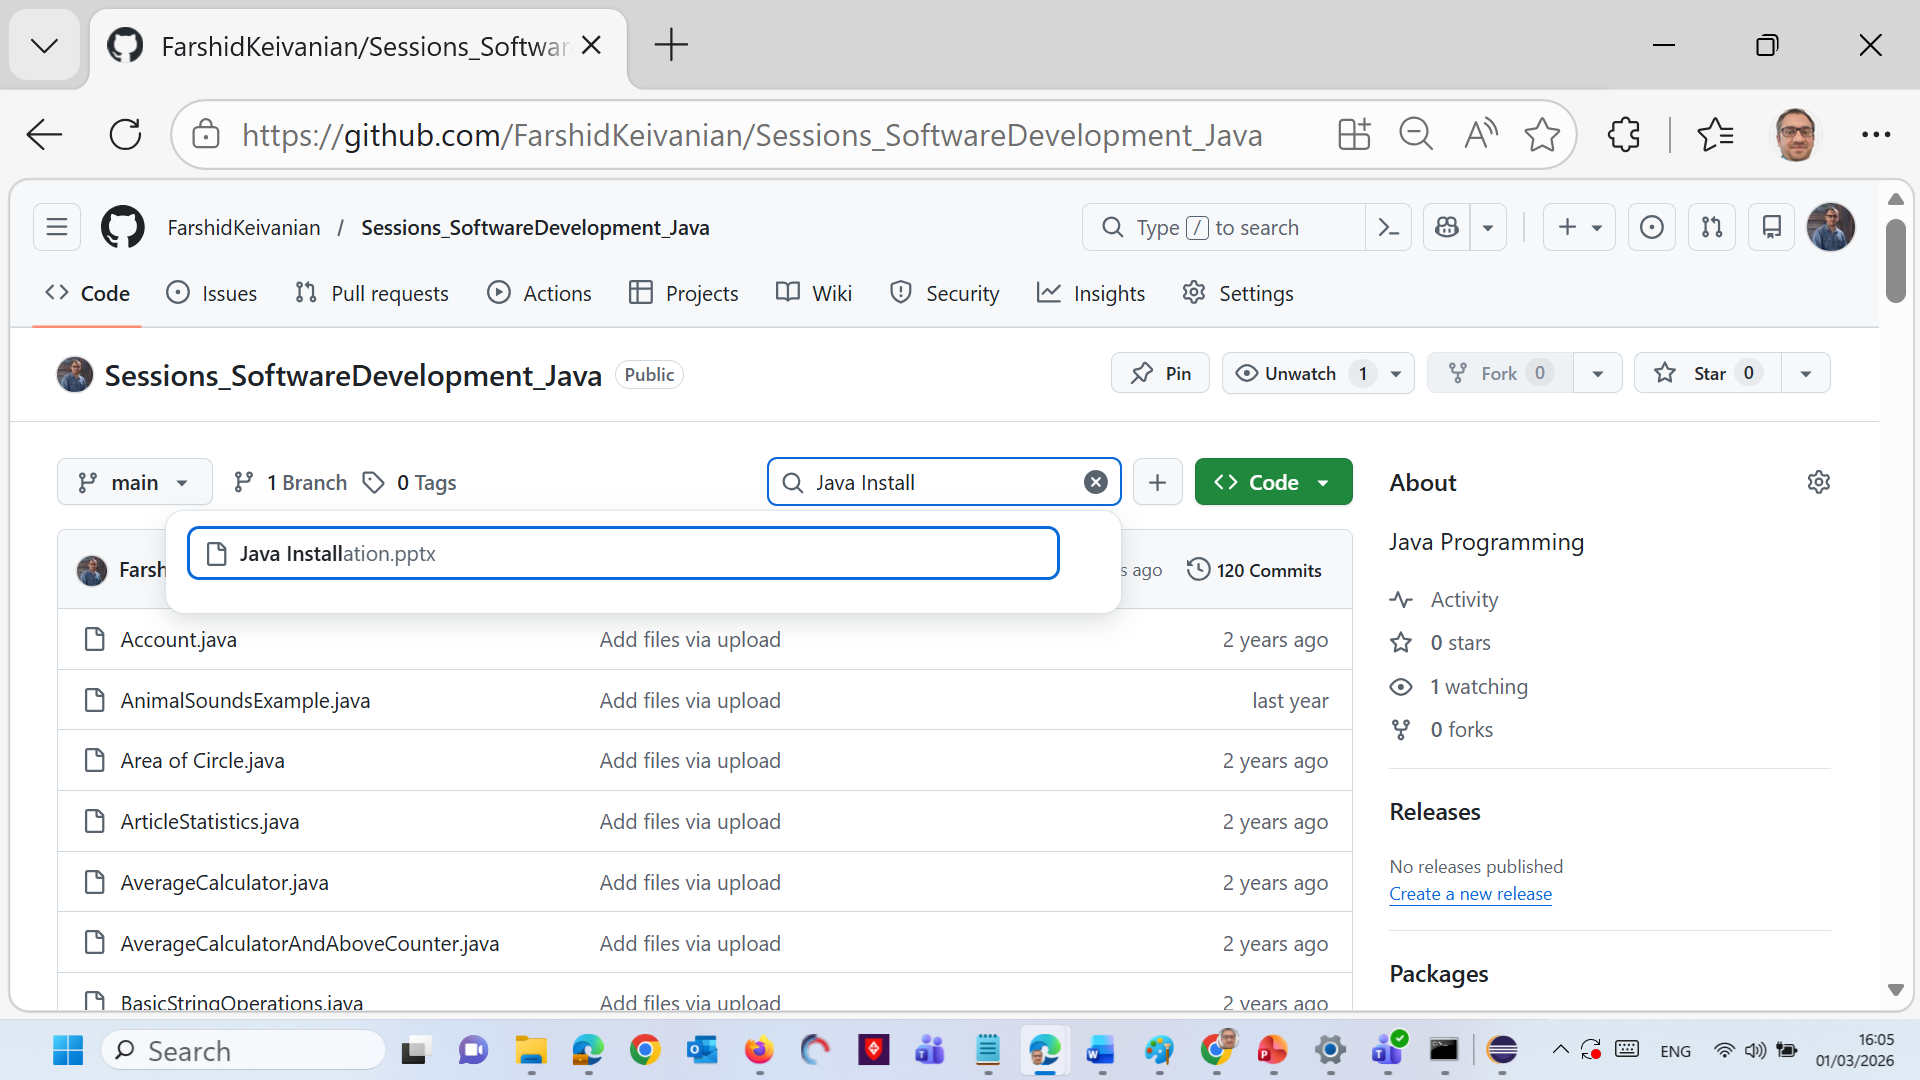 FarshidKeivanian/Sessions_Softwar
https://github.com/FarshidKeivanian/Sessions_SoftwareDevelopment_Java
FarshidKeivanian / Sessions_SoftwareDevelopment_Java
Type / to search
Code Issues Pull requests Actions Projects Wiki Security Insights Settings
Sessions_SoftwareDevelopment_Java Public
Pin Unwatch 1 Fork 0 Star 0
main 1 Branch 0 Tags
Java Install
Code
About
Java Installation.pptx
Java Programming
Farsh s ago 120 Commits
Activity
Account.java Add files via upload 2 years ago
0 stars
AnimalSoundsExample.java Add files via upload last year
1 watching
0 forks
Area of Circle.java Add files via upload 2 years ago
Releases
ArticleStatistics.java Add files via upload 2 years ago
No releases published
Create a new release
AverageCalculator.java Add files via upload 2 years ago
AverageCalculatorAndAboveCounter.java Add files via upload 2 years ago
Packages
BasicStringOperations.java Add files via upload 2 years ago
Search
ENG
16:05
01/03/2026